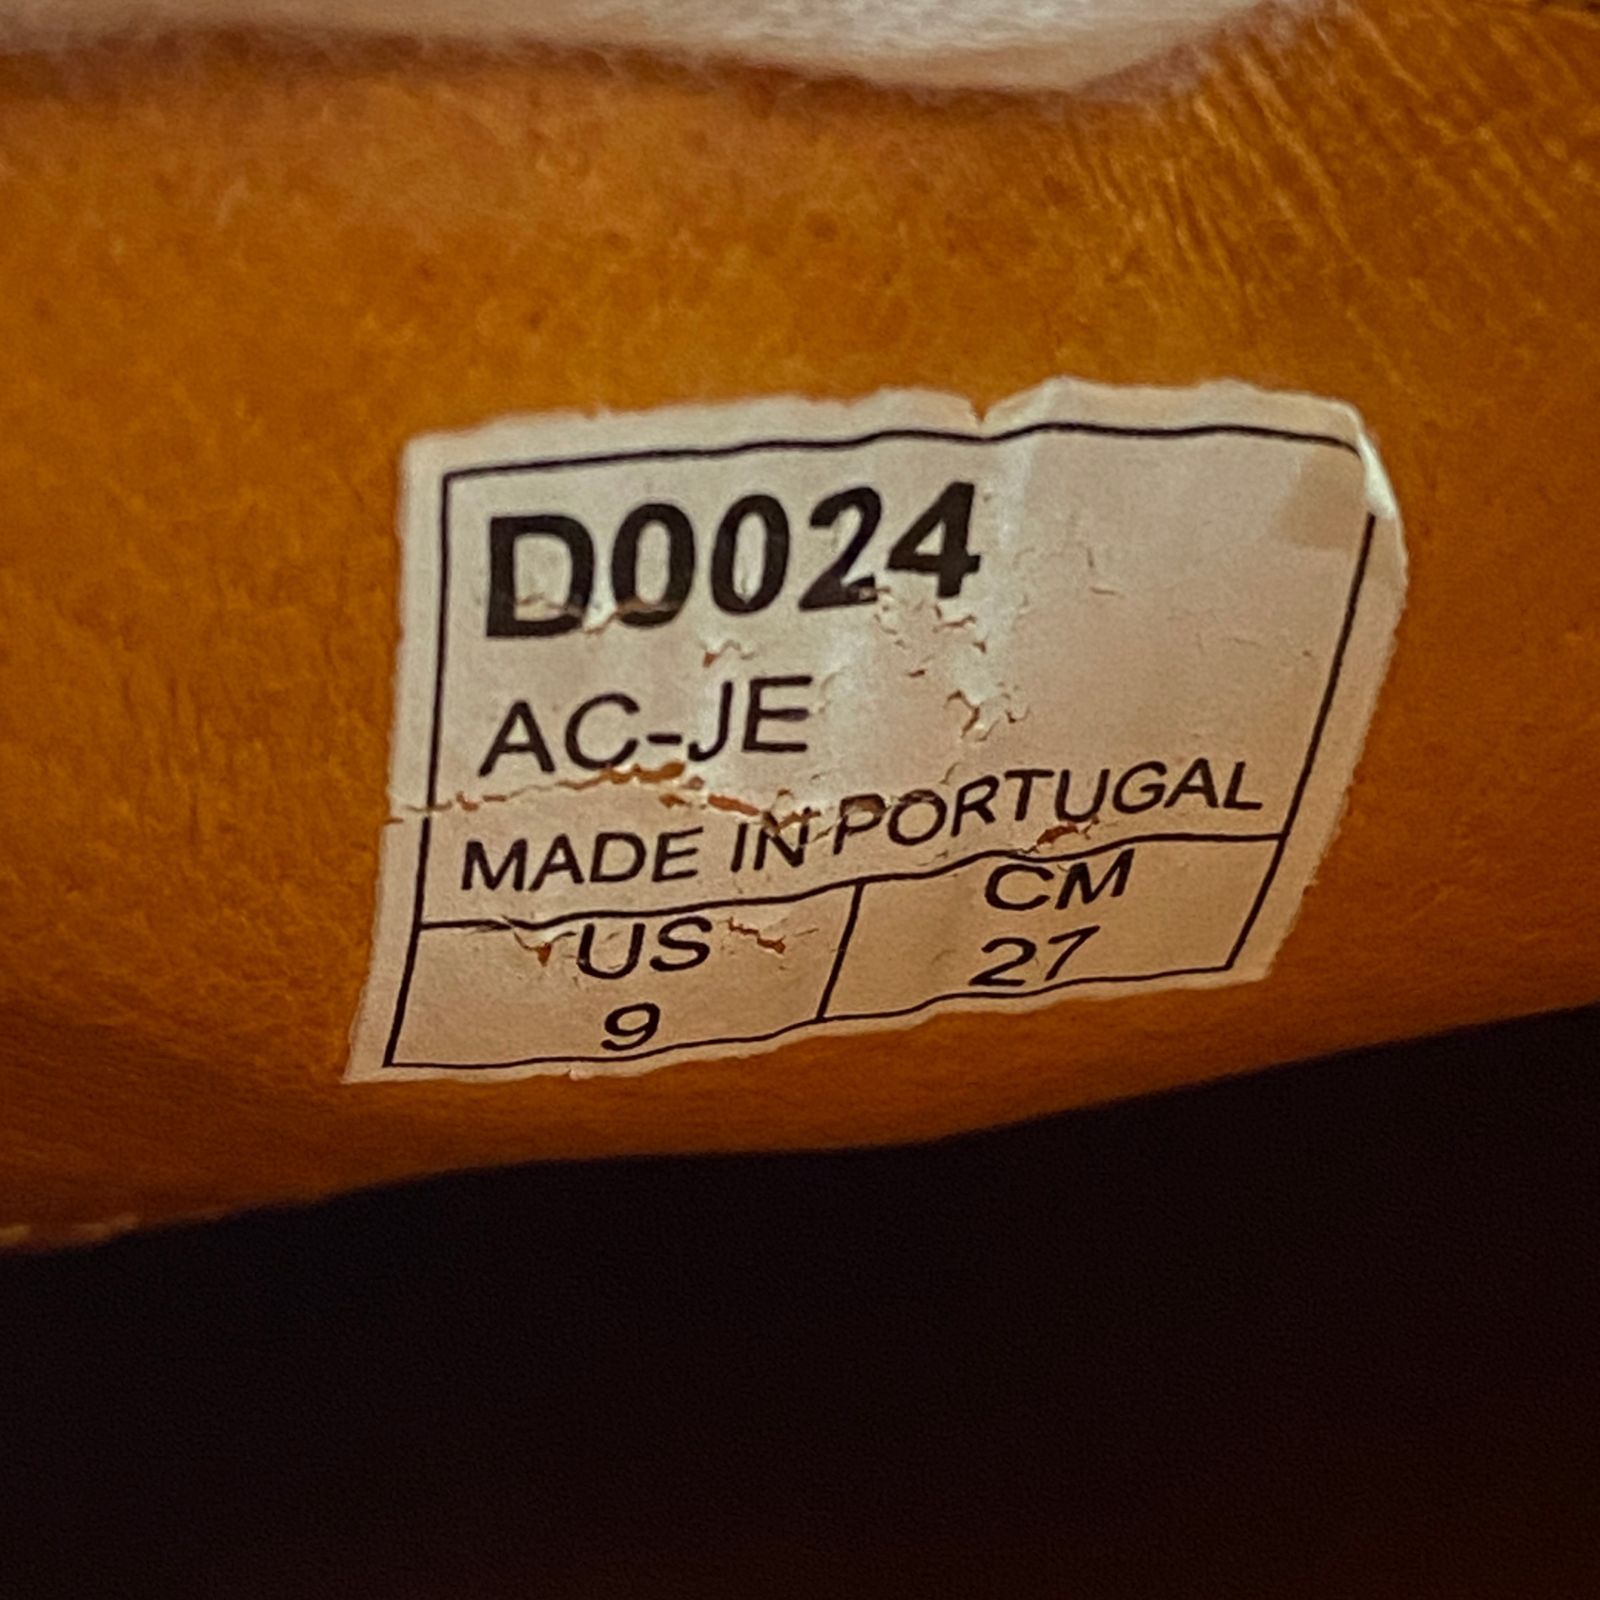 D0024
AC-JE
MADE IN PORTUGAL
US CM
9 27